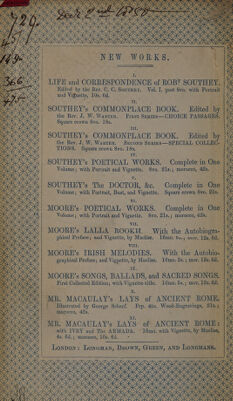 NEW WORKS.
I.
LIFE and CORRESPONDENCE of ROBT SOUTHEY.
Edited by the Rev. C. C. SOUTHEY. Vol. I. post 8vo. with Portrait
and Vignette, 10s. 6d.
II.
SOUTHEY'S COMMONPLACE BOOK. Edited by
the Rev. J. W. WARTER. FIRST SERIES—CHOICE PASSAGES.
Square crown 8vo. 18s.
III.
SOUTHEY'S COMMONPLACE BOOK. Edited by
the Rev. J. W. WARTER. SECOND SERIES—SPECIAL COLLEC-
TIONS. Square crown 8vo. 18s.
IV.
SOUTHEY'S POETICAL WORKS. Complete in One
Volume; with Portrait and Vignette. 8vo. 21s.; morocco, 42s.
V.
SOUTHEY'S The DOCTOR, &c. Complete in One
Volume; with Portrait, Bust, and Vignette. Square crown 8vo. 21s.
VI.
MOORE'S POETICAL WORKS. Complete in One
Volume; with Portrait and Vignette. 8vo. 21s.; morocco, 42s.
VII.
MOORE'S LALLA ROOKH. With the Autobiogra-
phical Preface; and Vignette, by Maclise. 16mo. 5s.; mor. 12s. 6d.
VIII.
MOORE'S IRISH MELODIES. With the Autobio-
graphical Preface; and Vignette, by Maclise. 16mo. 5s.; mor. 12s. 6d.
IX.
MOORE'S SONGS, BALLADS, and SACRED SONGS.
First Collected Edition; with Vignette title. 16mo. 5s.; mor. 12s. 6d.
X.
MR. MACAULAY'S LAYS of ANCIENT ROME.
Illustrated by George Scharf. Fcp. 4to. Wood-Engravings, 21s.;
morocco, 42s.
XI.
MR. MACAULAY'S LAYS of ANCIENT ROME:
with IVRY and The ARMADA. 16mo. with Vignette, by Maclise,
4s. 6d.; morocco, 10s. 6d.
LONDON: LONGMAN, BROWN, GREEN, AND LONGMANS.